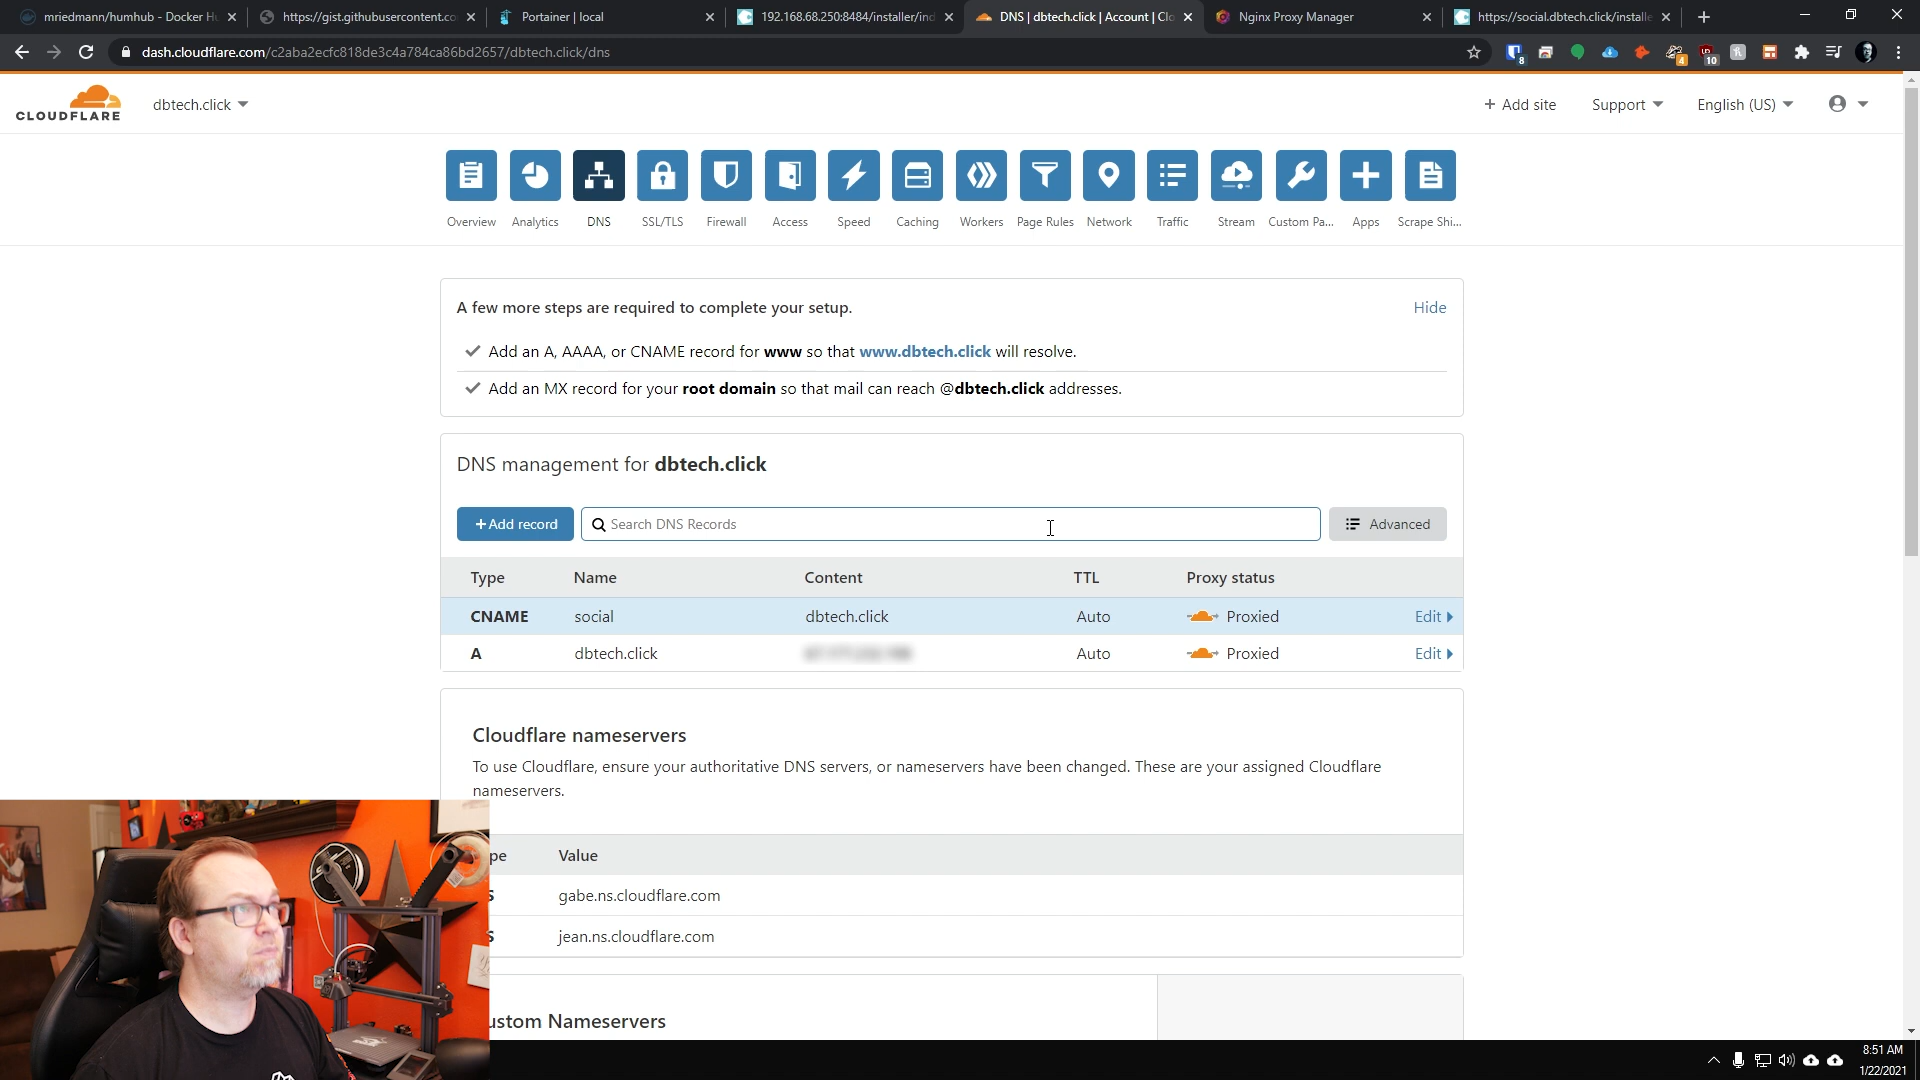 mriedmann/humhub - Docker Hu
https://gist.githubusercontent.co
Portainer | local
192.168.68.250:8484/installer/ind
DNS | dbtech.click | Account | Clo
Nginx Proxy Manager
https://social.dbtech.click/installe
dash.cloudflare.com/c2aba2ecfc818de3c4a784ca86bd2657/dbtech.click/dns
8
4
10
CLOUDFLARE
dbtech.click
+ Add site
Support
English (US)
Overview
Analytics
DNS
SSL/TLS
Firewall
Access
Speed
Caching
Workers
Page Rules
Network
Traffic
Stream
Custom Pa...
Apps
Scrape Shi...
A few more steps are required to complete your setup.
Hide
Add an A, AAAA, or CNAME record for www so that www.dbtech.click will resolve.
Add an MX record for your root domain so that mail can reach @dbtech.click addresses.
DNS management for dbtech.click
+Add record
Search DNS Records
Advanced
Type Name Content TTL Proxy status
CNAME social dbtech.click Auto Proxied Edit
A dbtech.click Auto Proxied Edit
Cloudflare nameservers
To use Cloudflare, ensure your authoritative DNS servers, or nameservers have been changed. These are your assigned Cloudflare
nameservers.
pe Value
S gabe.ns.cloudflare.com
S jean.ns.cloudflare.com
ustom Nameservers
8:51 AM
1/22/2021